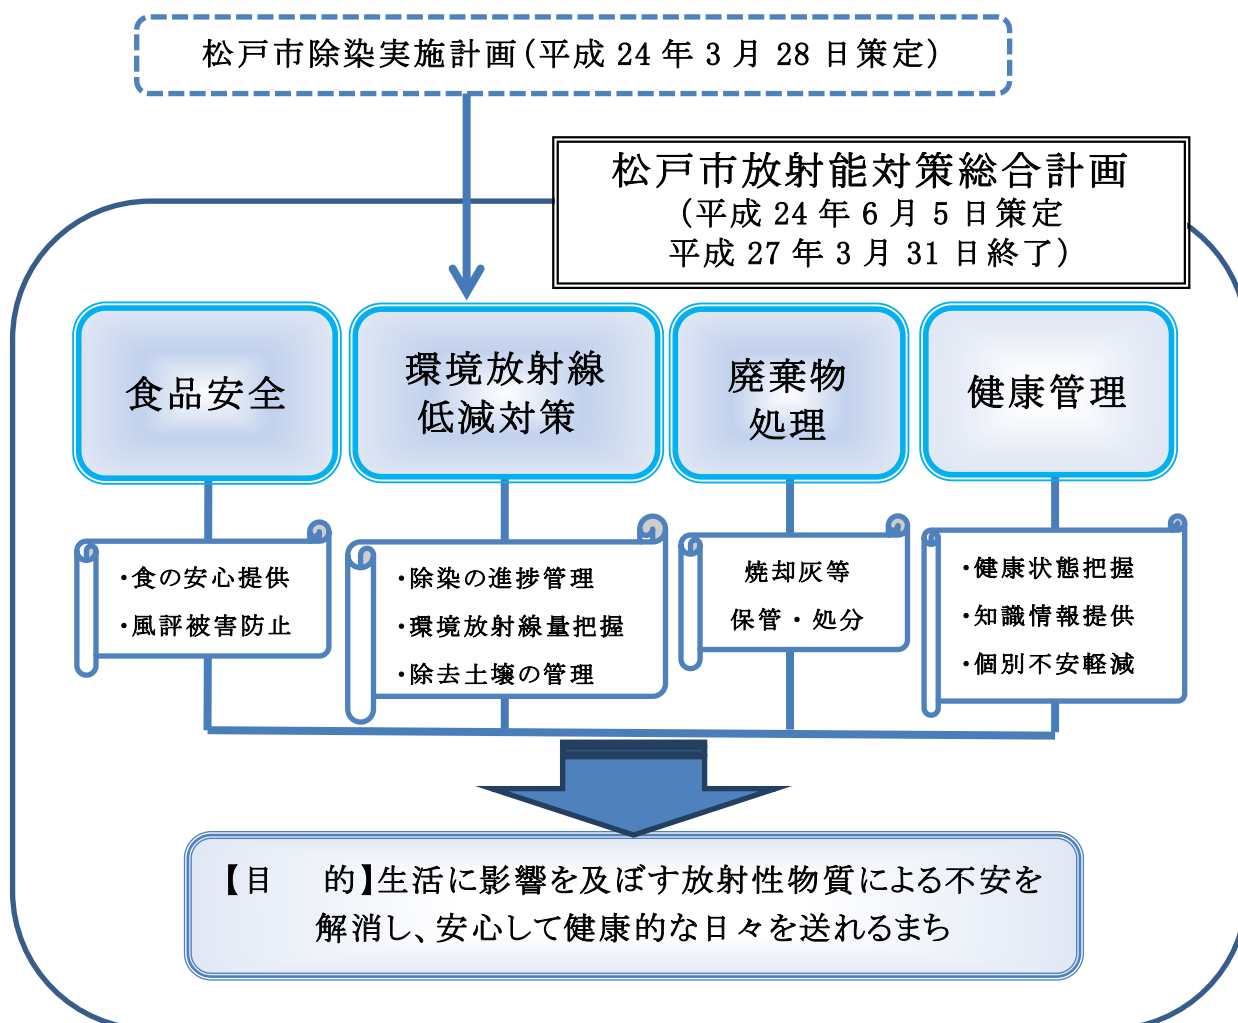 松戸市除染実施計画(平成 24 年 3 月 28 日策定)
松戸市放射能対策総合計画
(平成 24 年 6 月 5 日策定
平成 27 年 3 月 31 日終了)
食品安全
環境放射線
低減対策
廃棄物
処理
健康管理
・食の安心提供
・風評被害防止
・除染の進捗管理
・環境放射線量把握
・除去土壌の管理
焼却灰等
保管・処分
・健康状態把握
・知識情報提供
・個別不安軽減
【目　的】生活に影響を及ぼす放射性物質による不安を
解消し、安心して健康的な日々を送れるまち